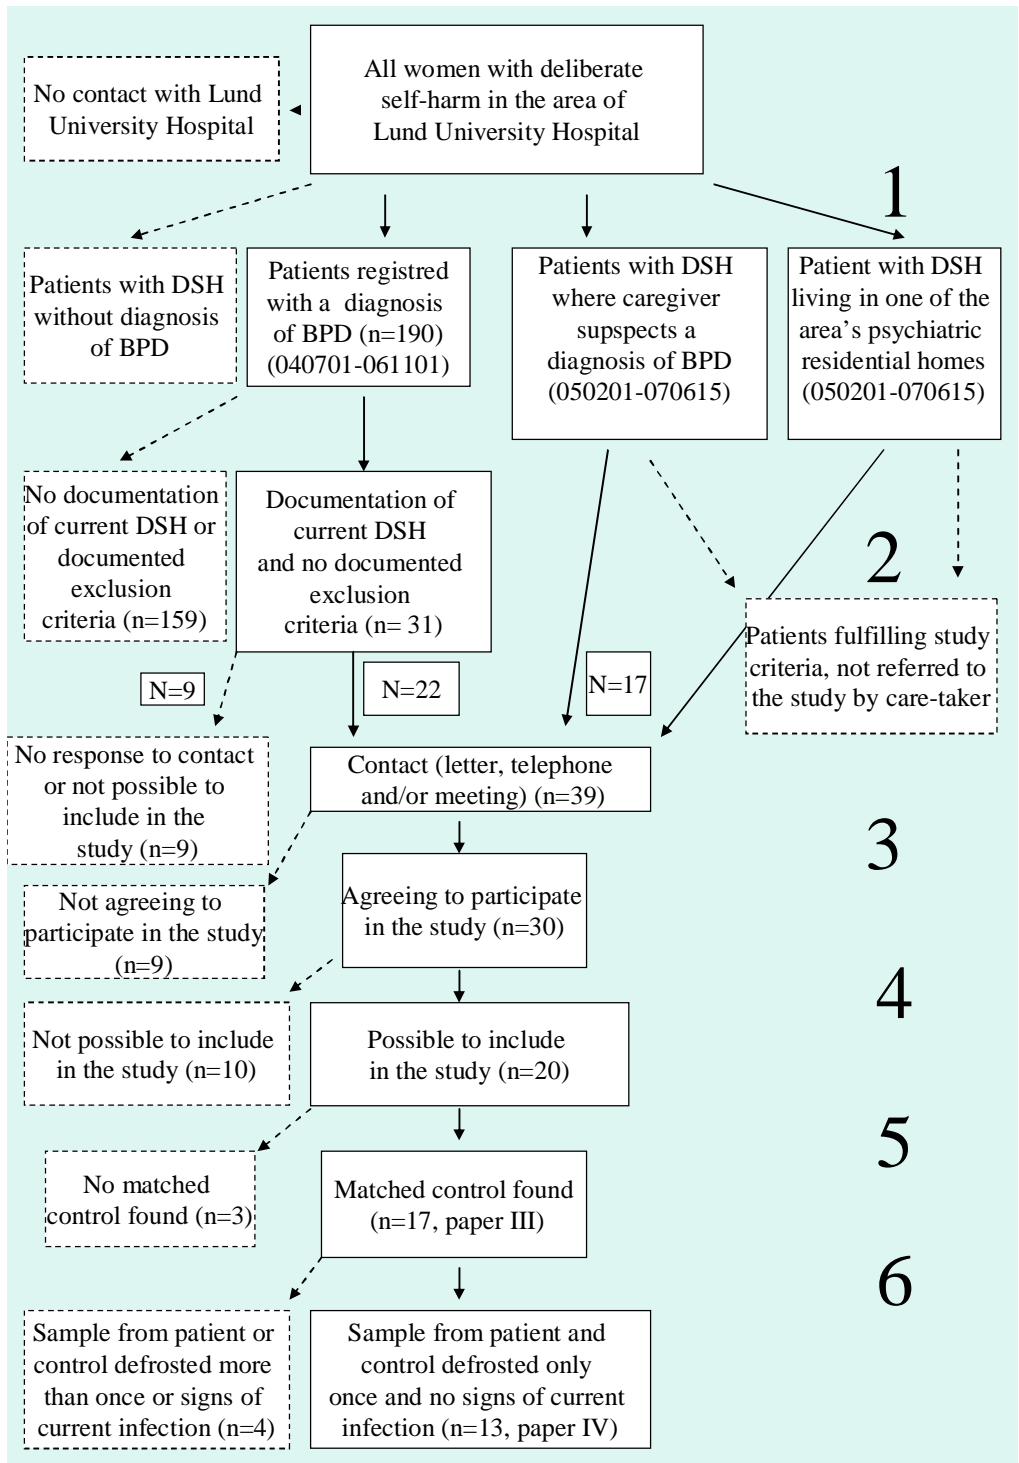 All women with deliberate
self-harm in the area of
Lund University Hospital
No contact with Lund
University Hospital
1
Patients with DSH
without diagnosis
of BPD
Patients registred
with a diagnosis
of BPD (n=190)
(040701-061101)
Patients with DSH
where caregiver
supspects a
diagnosis of BPD
(050201-070615)
Patient with DSH
living in one of the
area's psychiatric
residential homes
(050201-070615)
No documentation
of current DSH or
documented
exclusion
criteria (n=159)
Documentation of
current DSH
and no documented
exclusion
criteria (n= 31)
2
Patients fulfilling study
criteria, not referred to
the study by care-taker
N=9
N=22
N=17
No response to contact
or not possible to
include in the
study (n=9)
Contact (letter, telephone
and/or meeting) (n=39)
3
Not agreeing to
participate in the study
(n=9)
Agreeing to participate
in the study (n=30)
4
Not possible to include
in the study (n=10)
Possible to include
in the study (n=20)
5
No matched
control found (n=3)
Matched control found
(n=17, paper III)
6
Sample from patient or
control defrosted more
than once or signs of
current infection (n=4)
Sample from patient and
control defrosted only
once and no signs of current
infection (n=13, paper IV)